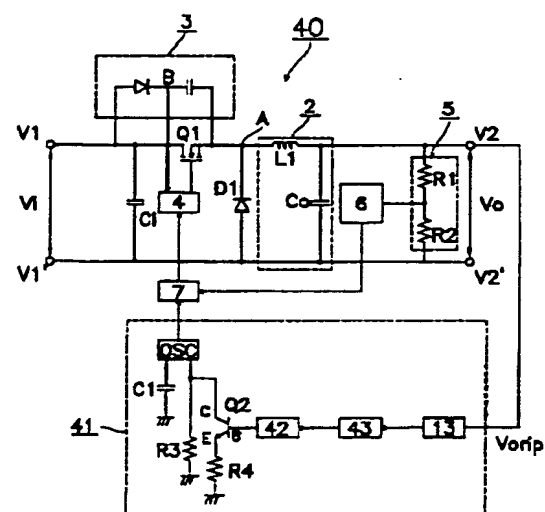 3
40
B
V1
Q1
A
2
V2
L1
5
Vi
Ci
4
D1
Co
6
R1
R2
Vo
V1'
V2'
7
OSC
C1
C
Q2
B
E
42
43
13
41
R3
R4
Vorip